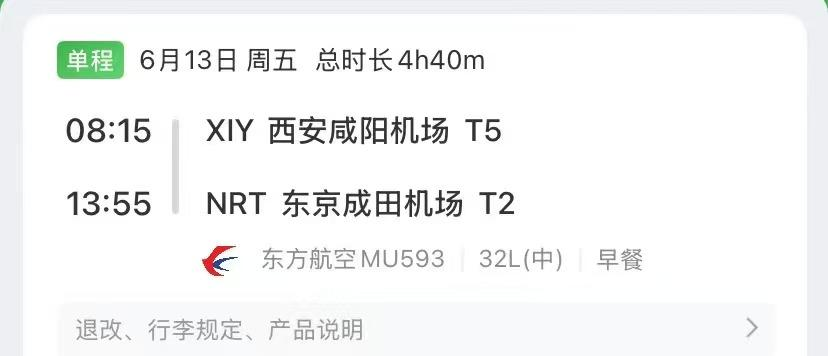 单程 6月13日 周五 总时长4h40m
08:15 XIY 西安咸阳机场 T5
13:55 NRT 东京成田机场 T2
东方航空MU593 | 32L(中) | 早餐
退改、行李规定、产品说明